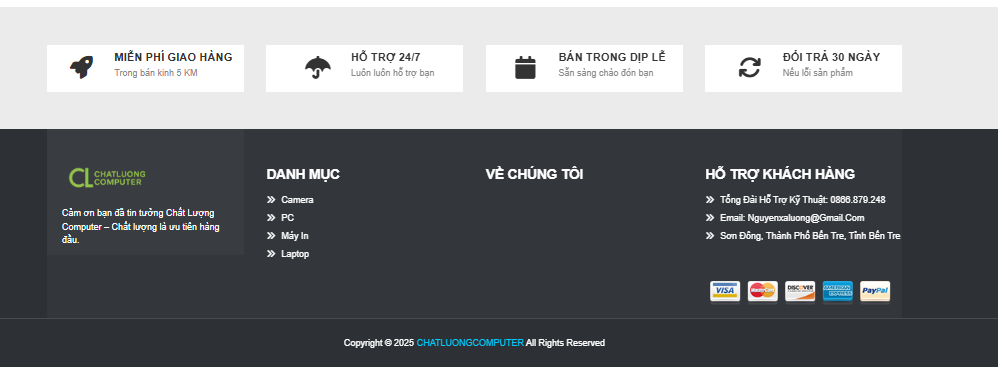 MIỄN PHÍ GIAO HÀNG
Trong bán kính 5 KM
HỖ TRỢ 24/7
Luôn luôn hỗ trợ bạn
BÁN TRONG DỊP LỄ
Sẵn sàng chào đón bạn
ĐỔI TRẢ 30 NGÀY
Nếu lỗi sản phẩm
CL CHATLUONG
COMPUTER
Cảm ơn bạn đã tin tưởng Chất Lượng
Computer – Chất lượng là ưu tiên hàng
đầu.
DANH MỤC
Camera
PC
Máy In
Laptop
VỀ CHÚNG TÔI
HỖ TRỢ KHÁCH HÀNG
Tổng Đài Hỗ Trợ Kỹ Thuật: 0866.879.248
Email: Nguyenxaluong@Gmail.Com
Sơn Đông, Thành Phố Bến Tre, Tỉnh Bến Tre
VISA
MasterCard
DISCOVER
AMERICAN EXPRESS
PayPal
Copyright © 2025 CHATLUONGCOMPUTER All Rights Reserved